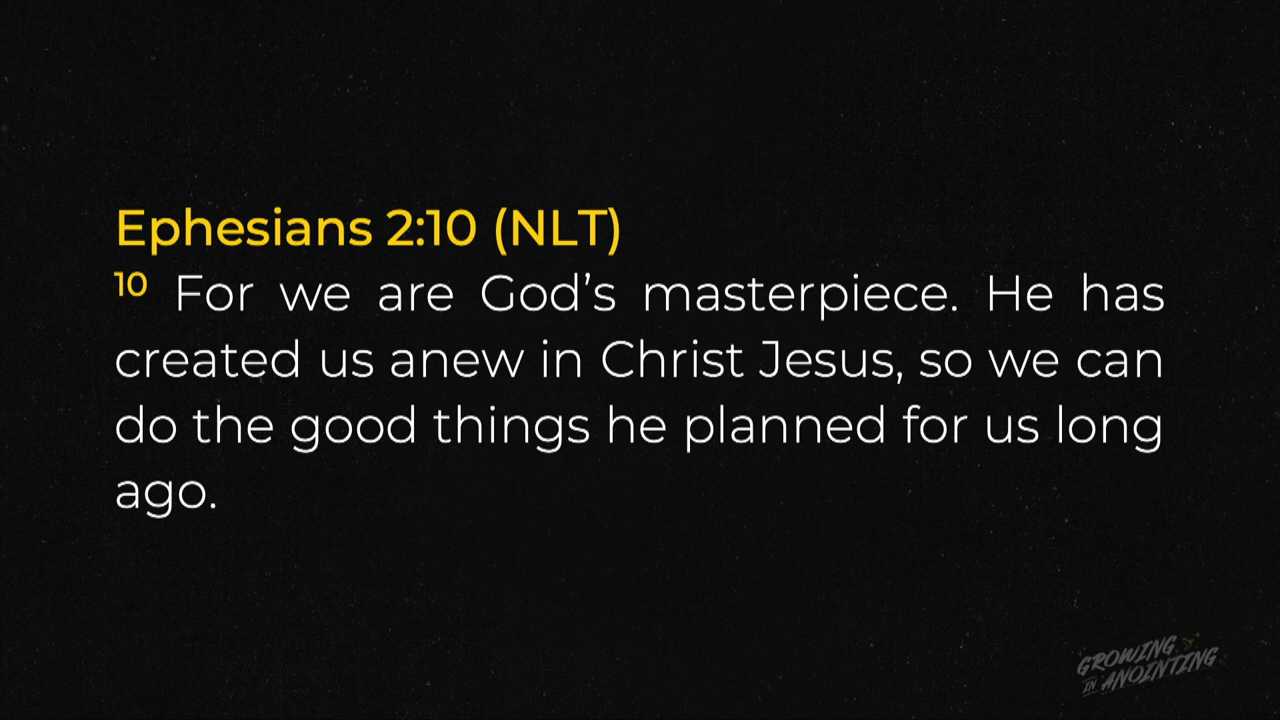 Ephesians 2:10 (NLT)
10 For we are God’s masterpiece. He has
created us anew in Christ Jesus, so we can
do the good things he planned for us long
ago.
GROWING
IN ANOINTING